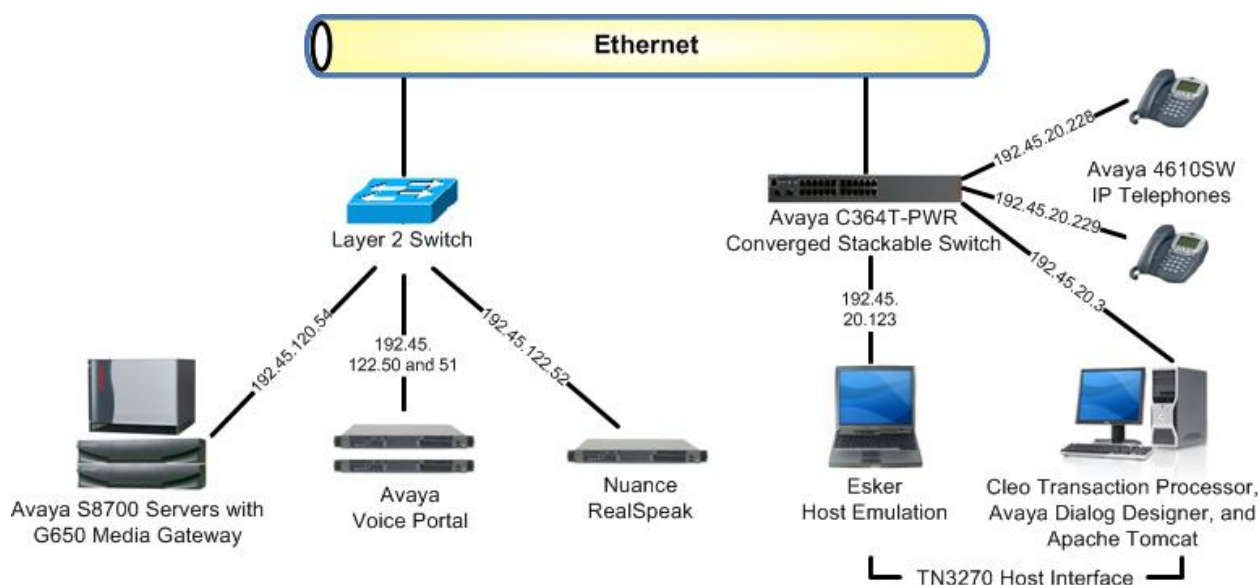 Ethernet
192.45.20.228
Avaya 4610SW
IP Telephones
192.45.20.229
Layer 2 Switch
Avaya C364T-PWR
Converged Stackable Switch
192.45.20.3
192.45.120.54
192.45.
122.50 and 51
192.45.122.52
192.45.
20.123
Avaya S8700 Servers with
G650 Media Gateway
Avaya
Voice Portal
Nuance
RealSpeak
Esker
Host Emulation
Cleo Transaction Processor,
Avaya Dialog Designer, and
Apache Tomcat
TN3270 Host Interface